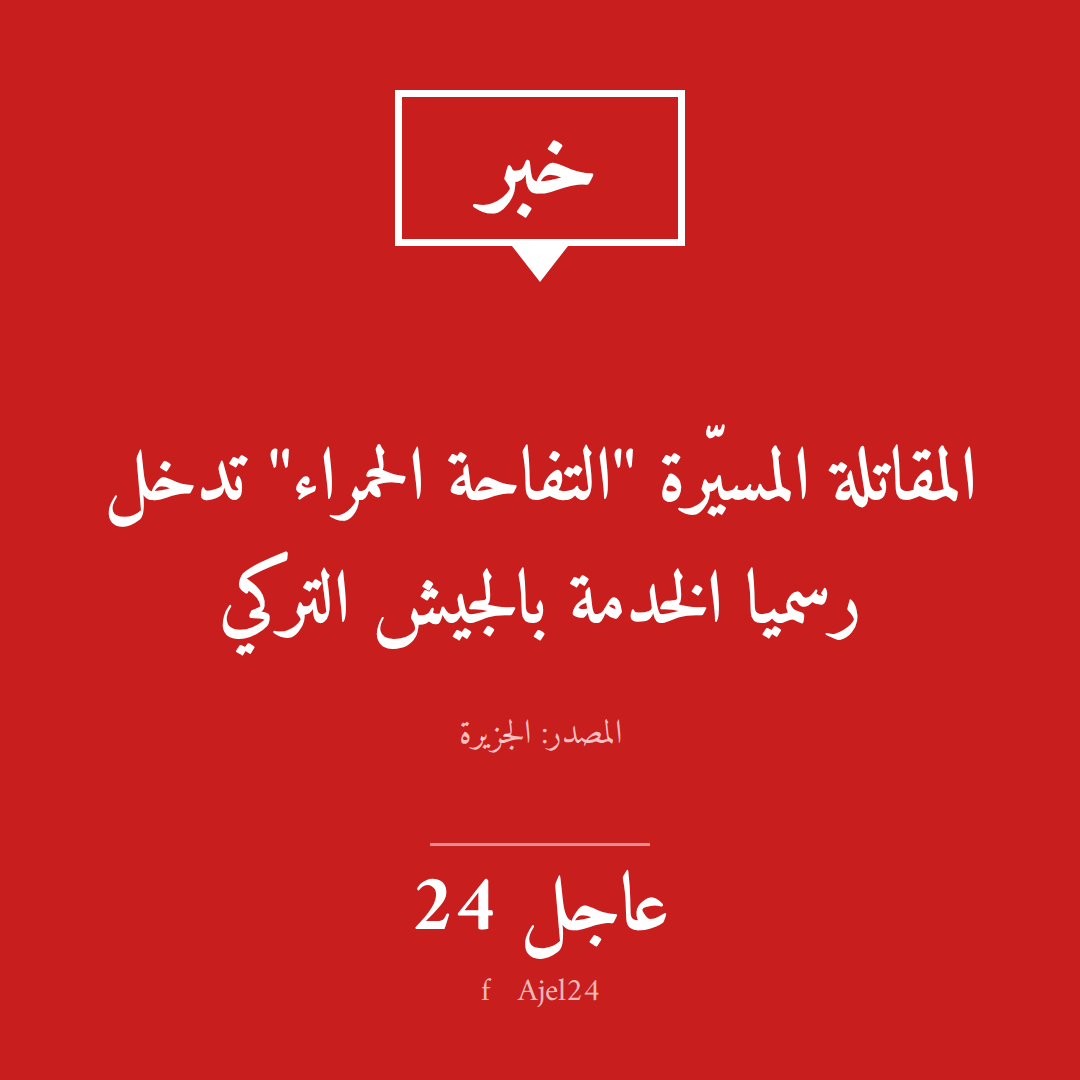 خبر
المقاتلة المسيّرة "التفاحة الحمراء" تدخل
رسميا الخدمة بالجيش التركي
المصدر: الجزيرة
عاجل 24
f Ajel24